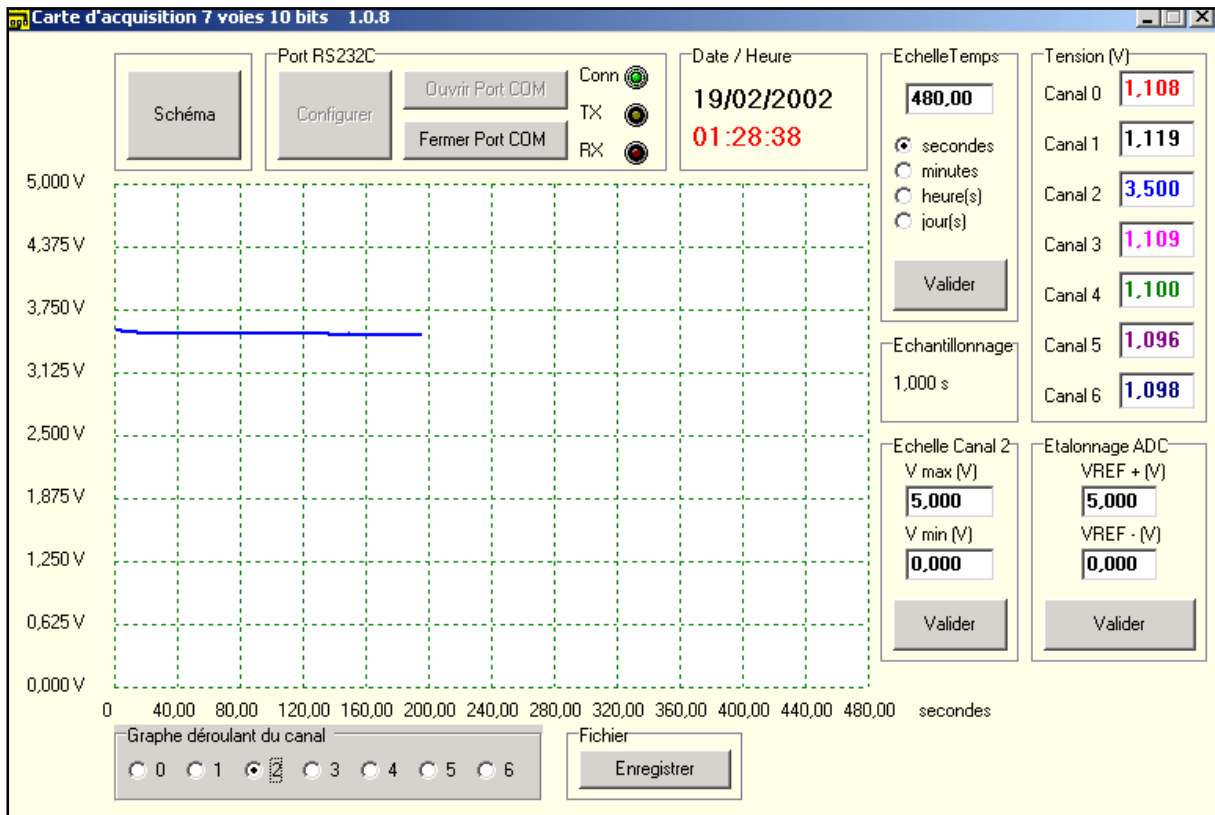 Carte d'acquisition 7 voies 10 bits 1.0.8
Schéma
Port RS232C
Configurer
Ouvrir Port COM
Fermer Port COM
Conn
TX
RX
Date / Heure
19/02/2002
01:28:38
EchelleTemps
480,00
secondes
minutes
heure(s)
jour(s)
Valider
Tension (V)
Canal 0 1,108
Canal 1 1,119
Canal 2 3,500
Canal 3 1,109
Canal 4 1,100
Canal 5 1,096
Canal 6 1,098
5,000 V
4,375 V
3,750 V
3,125 V
2,500 V
1,875 V
1,250 V
0,625 V
0,000 V
0 40,00 80,00 120,00 160,00 200,00 240,00 280,00 320,00 360,00 400,00 440,00 480,00 secondes
Echantillonnage
1,000 s
Echelle Canal 2
V max (V)
5,000
V min (V)
0,000
Valider
Etalonnage ADC
VREF + (V)
5,000
VREF - (V)
0,000
Valider
Graphe déroulant du canal
0 1 2 3 4 5 6
Fichier
Enregistrer